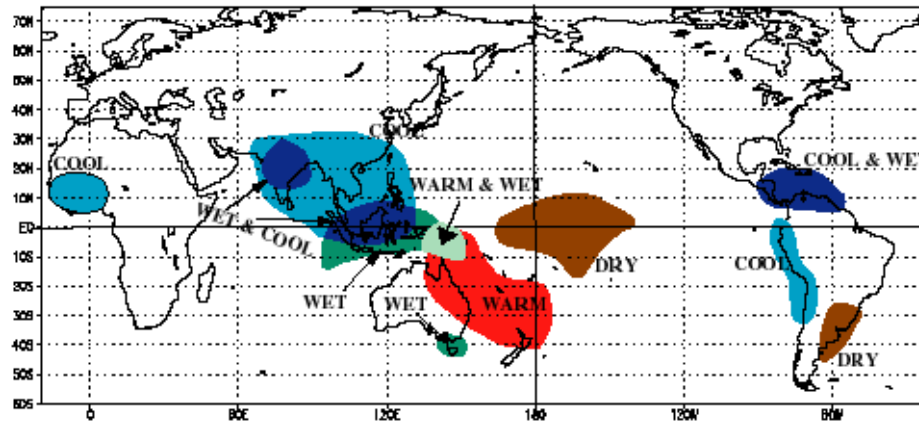 70N
60N
50N
40N
30N
20N
10N
EQ
10S
20S
30S
40S
50S
60S
COOL
COOL
COOL & WET
WARM & WET
WET & COOL
DRY
COOL
WET
WET
WARM
DRY
0
60E
120E
180
120W
60W